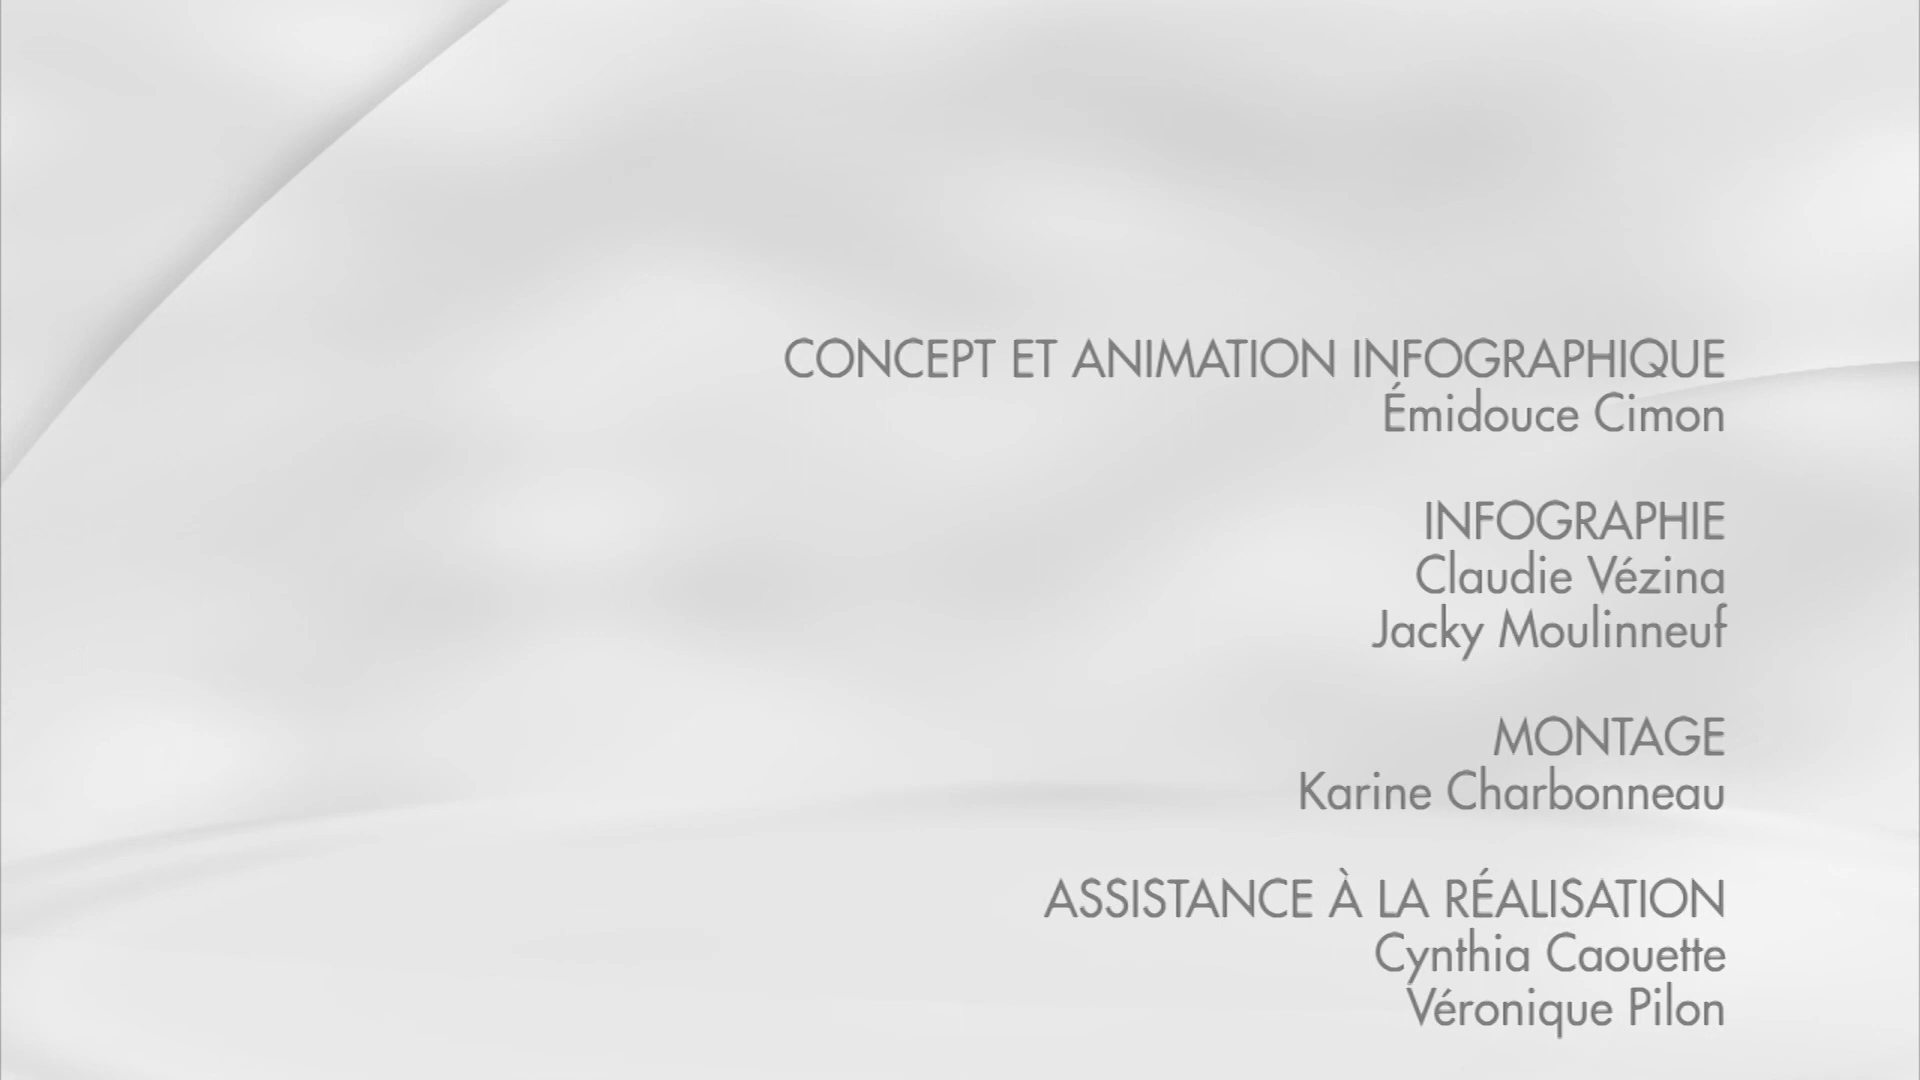 CONCEPT ET ANIMATION INFOGRAPHIQUE
Émidouce Cimon
INFOGRAPHIE
Claudie Vézina
Jacky Moulinneuf
MONTAGE
Karine Charbonneau
ASSISTANCE À LA RÉALISATION
Cynthia Caouette
Véronique Pilon